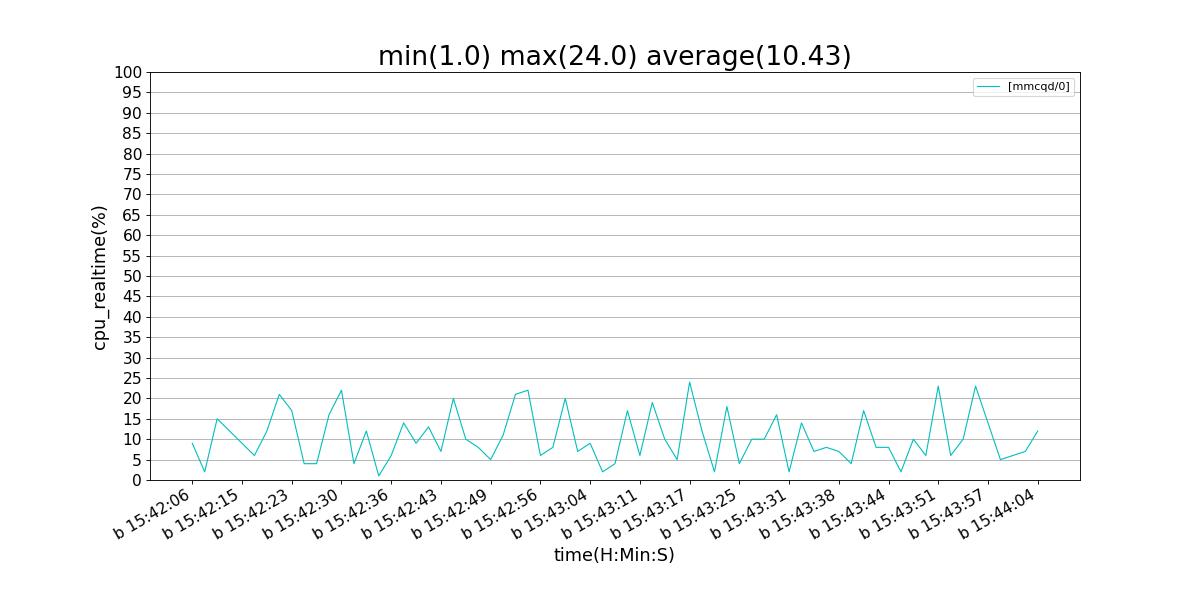 min(1.0) max(24.0) average(10.43)
[mmcqd/0]
cpu_realtime(%)
100
95
90
85
80
75
70
65
60
55
50
45
40
35
30
25
20
15
10
5
0
b 15:42:06
b 15:42:15
b 15:42:23
b 15:42:30
b 15:42:36
b 15:42:43
b 15:42:49
b 15:42:56
b 15:43:04
b 15:43:11
b 15:43:17
b 15:43:25
b 15:43:31
b 15:43:38
b 15:43:44
b 15:43:51
b 15:43:57
b 15:44:04
time(H:Min:S)